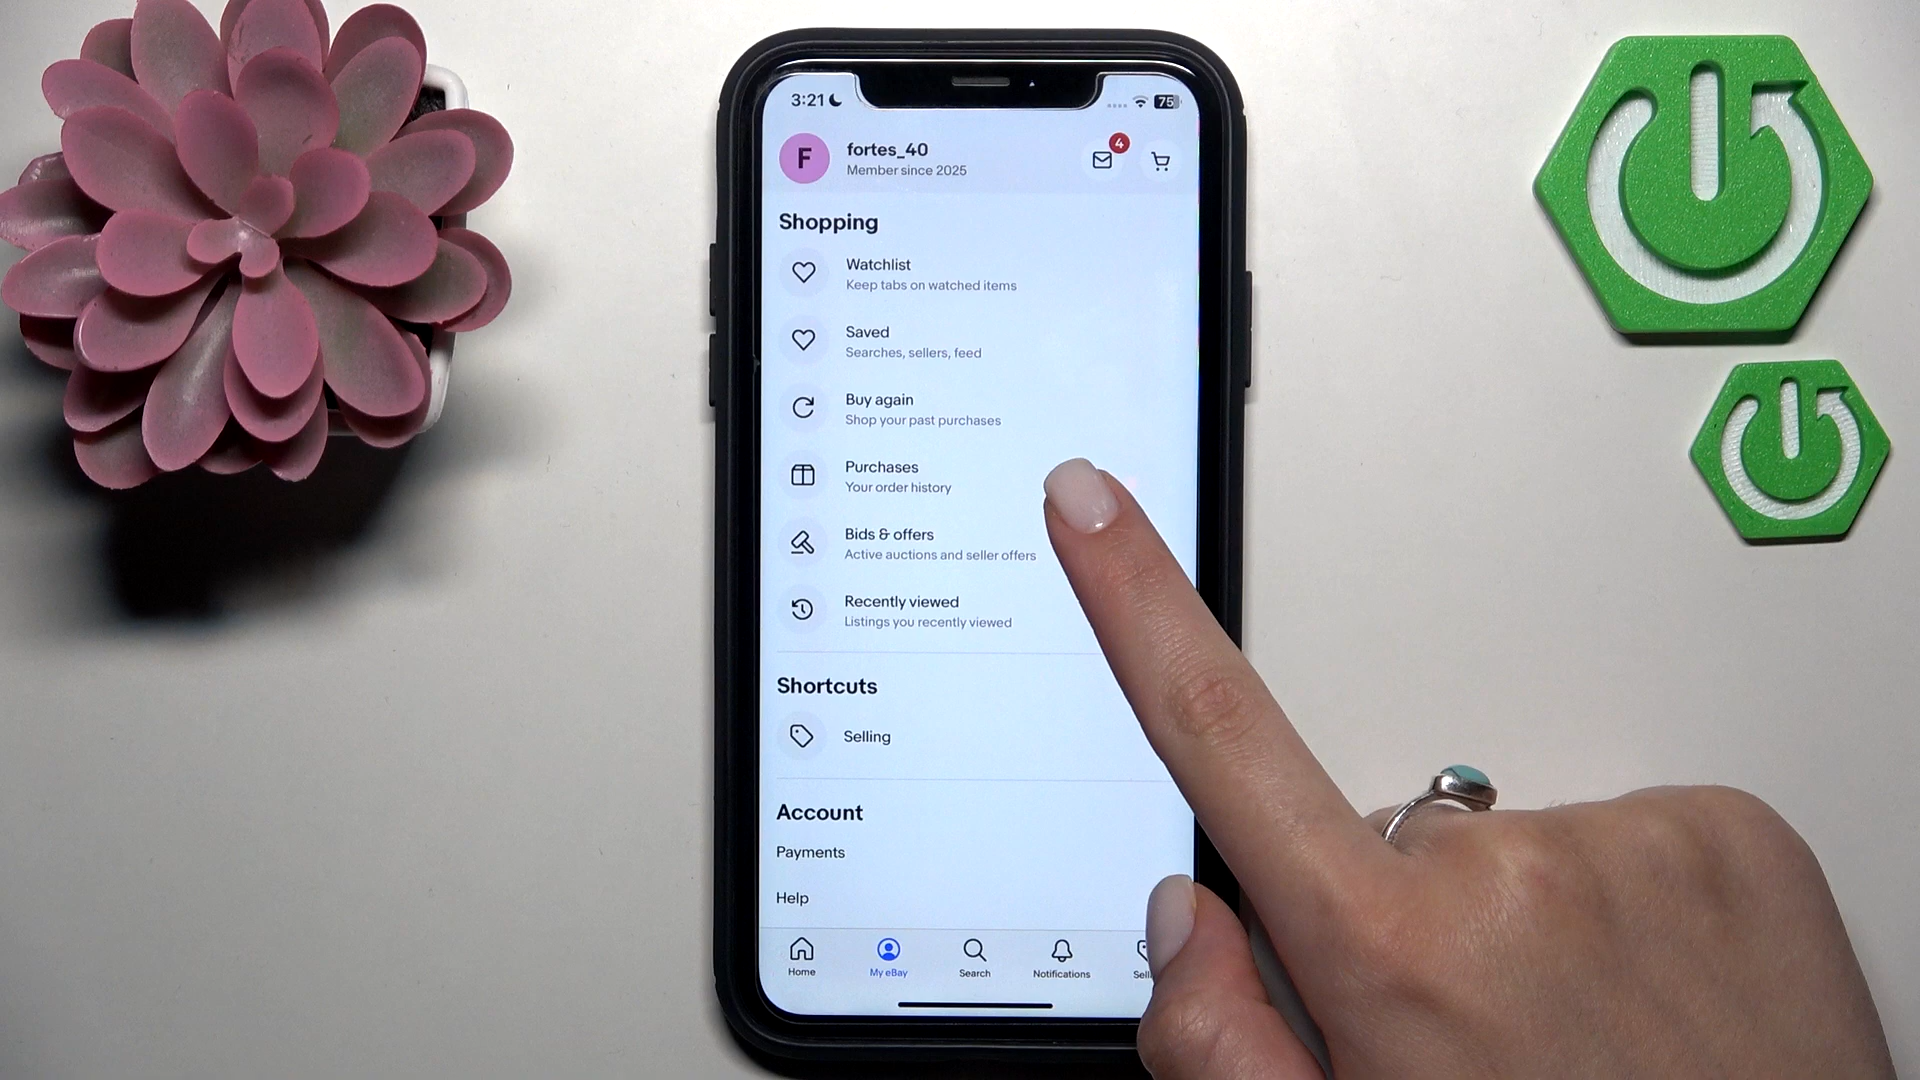 3:21
75
F
fortes_40
Member since 2025
4
Shopping
Watchlist
Keep tabs on watched items
Saved
Searches, sellers, feed
Buy again
Shop your past purchases
Purchases
Your order history
Bids & offers
Active auctions and seller offers
Recently viewed
Listings you recently viewed
Shortcuts
Selling
Account
Payments
Help
Home
My eBay
Search
Notifications